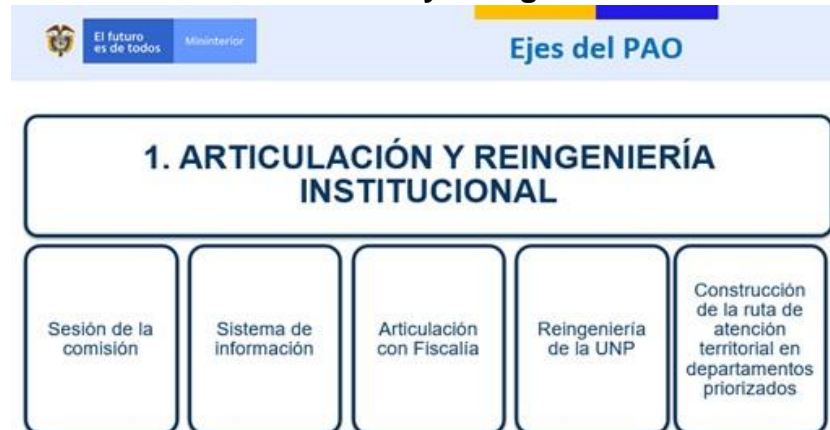 El futuro
es de todos
Mininterior
Ejes del PAO
1. ARTICULACIÓN Y REINGENIERÍA
INSTITUCIONAL
Sesión de la
comisión
Sistema de
información
Articulación
con Fiscalía
Reingeniería
de la UNP
Construcción
de la ruta de
atención
territorial en
departamentos
priorizados